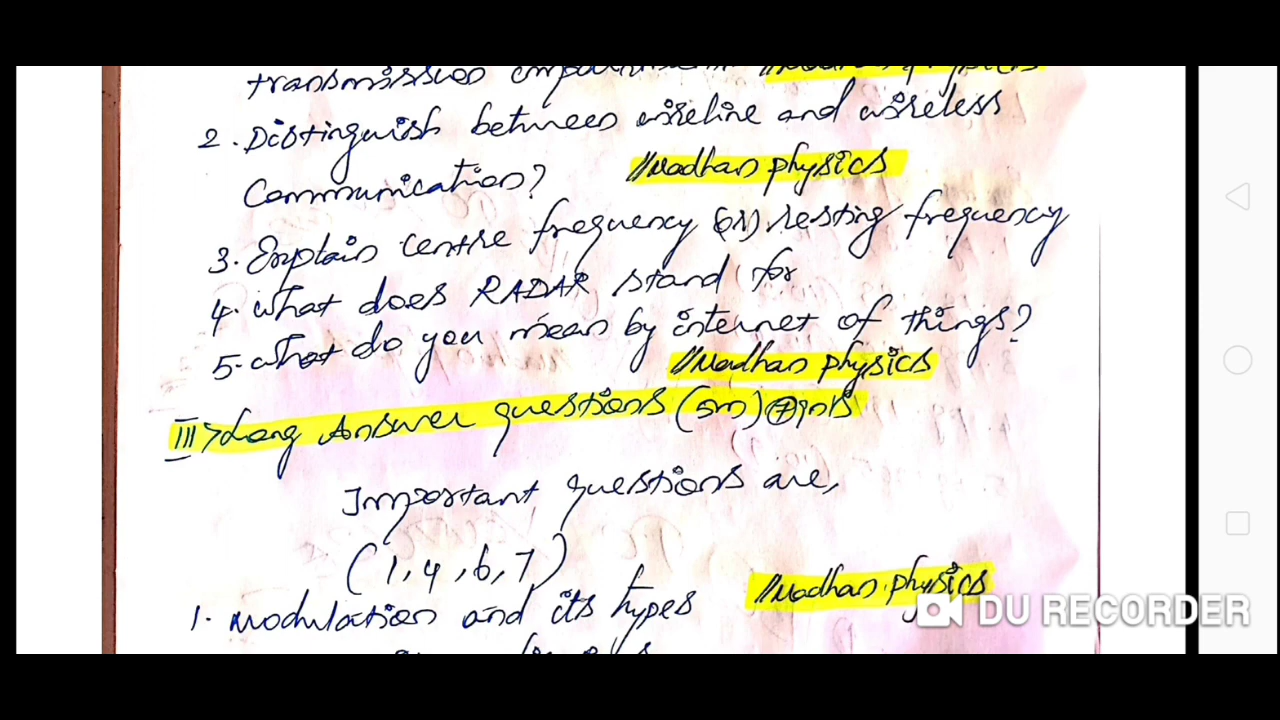 transmission
2. Distinguish between wireline and wireless
Communication? //Madhan physics
3. Explain centre frequency (or) resting frequency
4. What does RADAR stand for
5. What do you mean by internet of things?
//Madhan physics
III> Long Answer questions (5m)
Important questions are,
(1,4,6,7)
1. Modulation and its types //Madhan physics
DU RECORDER